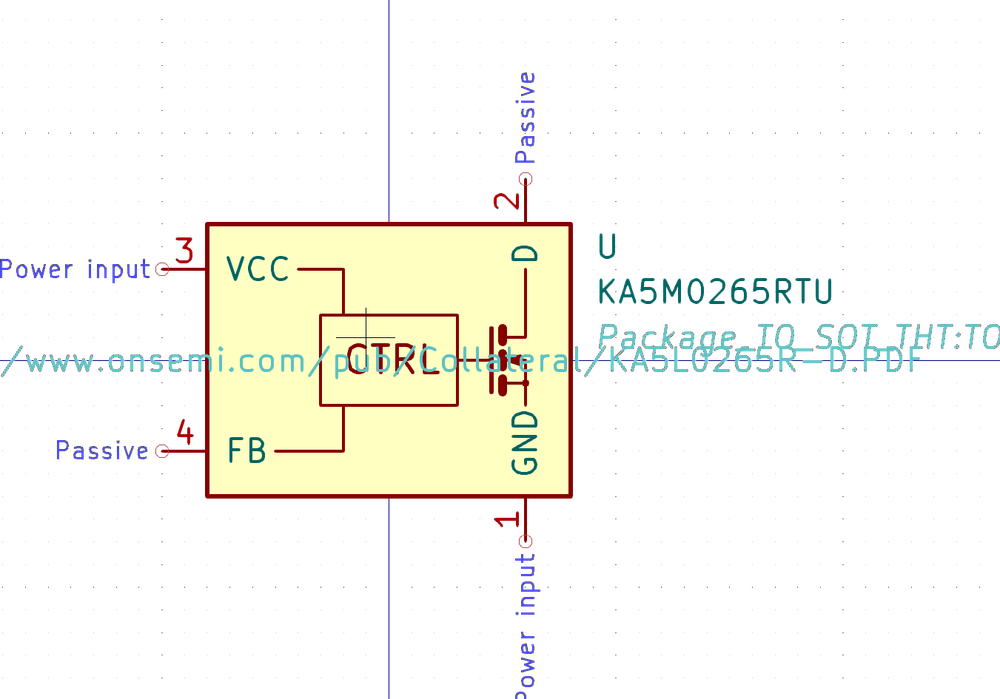 Passive
2
D
U
3
Power input
VCC
KA5M0265RTU
Package_TO_SOT_THT:TO
CTRL
/www.onsemi.com/pub/Collateral/KA5L0265R-D.PDF
4
Passive
FB
GND
1
Power input